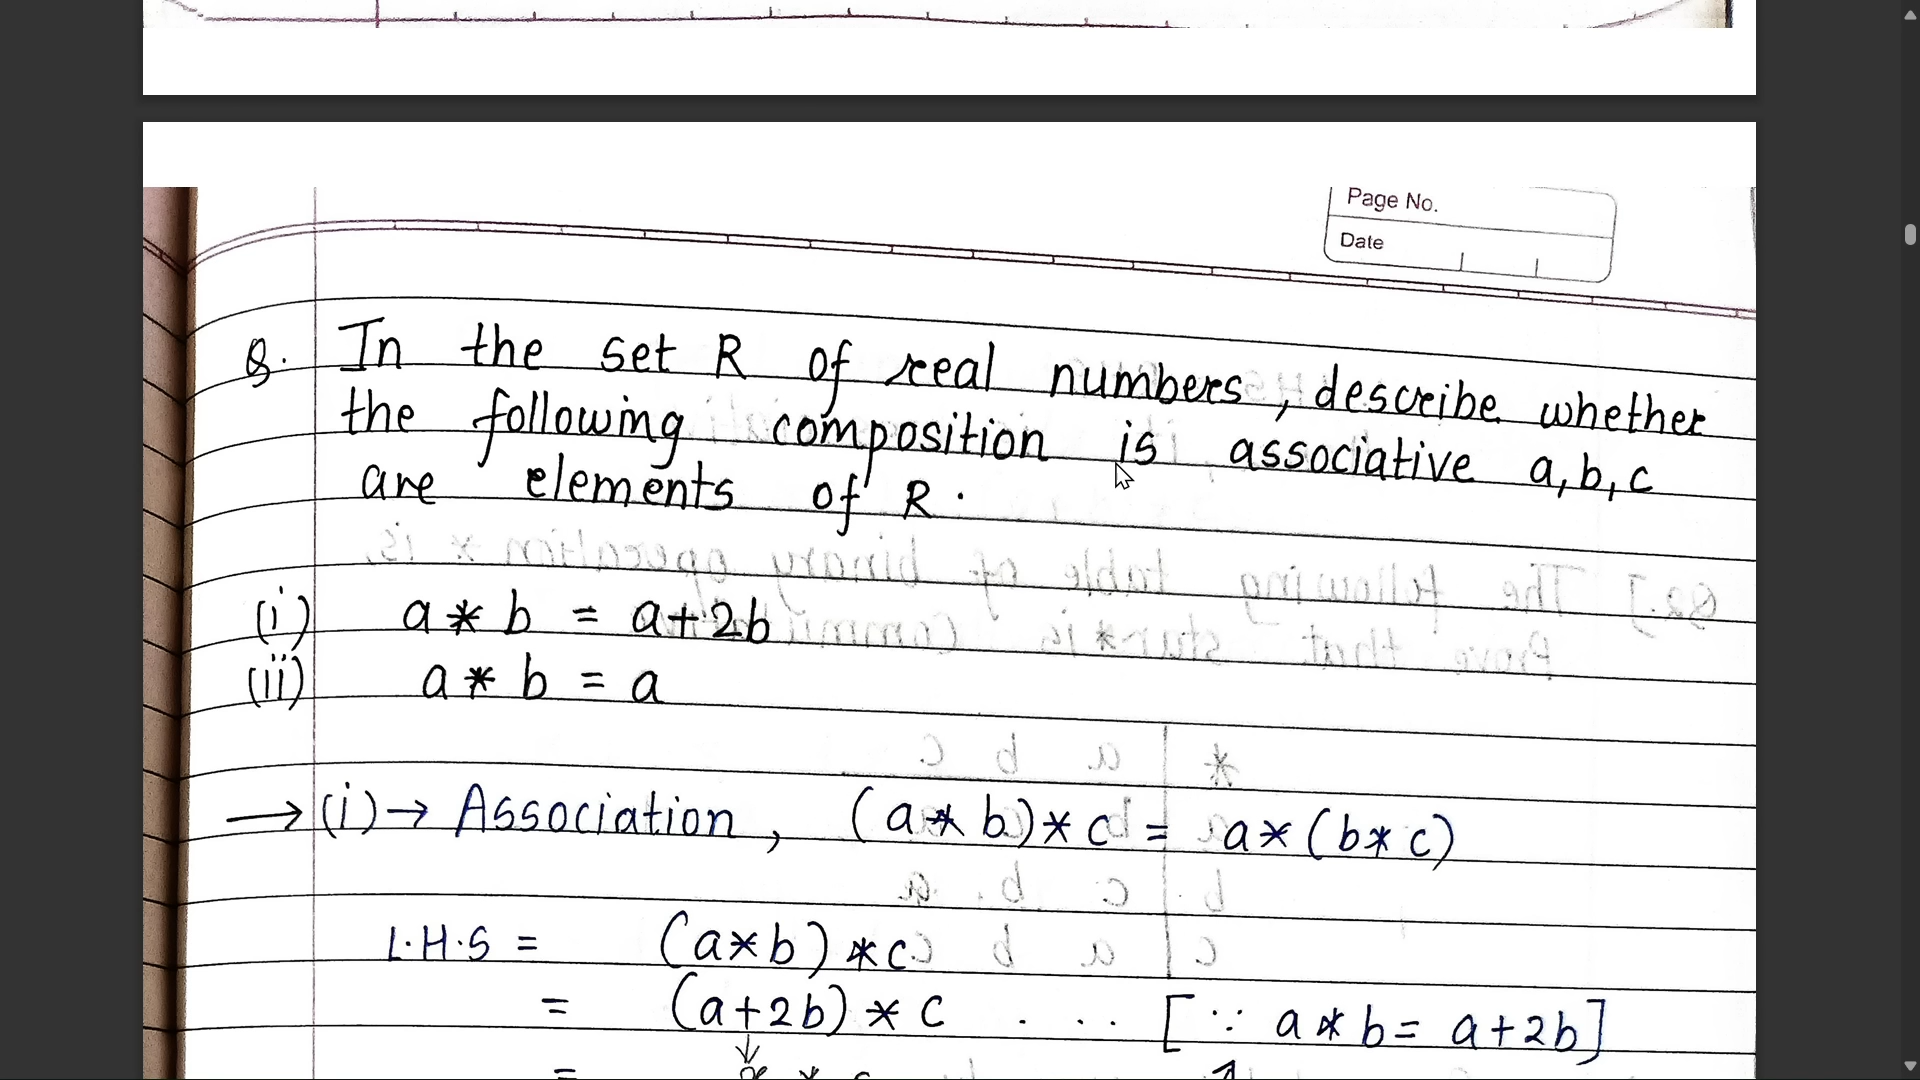 Page No.
Date
Q. In the set R of real numbers, describe whether
the following composition is associative a, b, c
are elements of R.
(i) a * b = a + 2b
(ii) a * b = a
→ (i) → Association, (a * b) * c = a * (b * c)
L.H.S = (a * b) * c
= (a + 2b) * c . . . [∵ a * b = a + 2b]